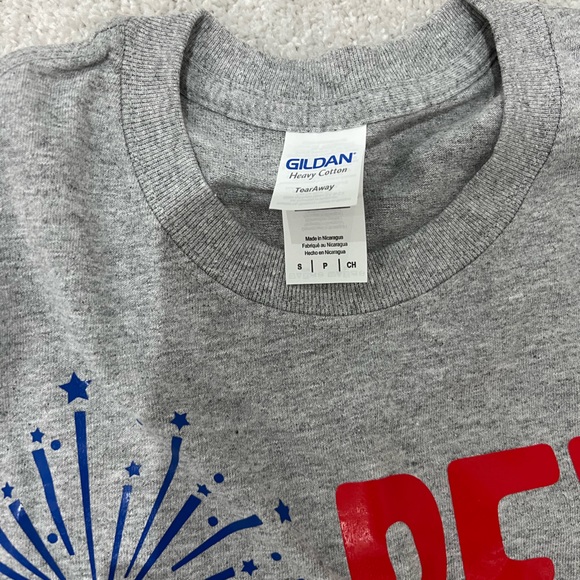 GILDAN
Heavy Cotton
TearAway
Made in Nicaragua
Fabriqué au Nicaragua
Hecho en Nicaragua
S | P | CH